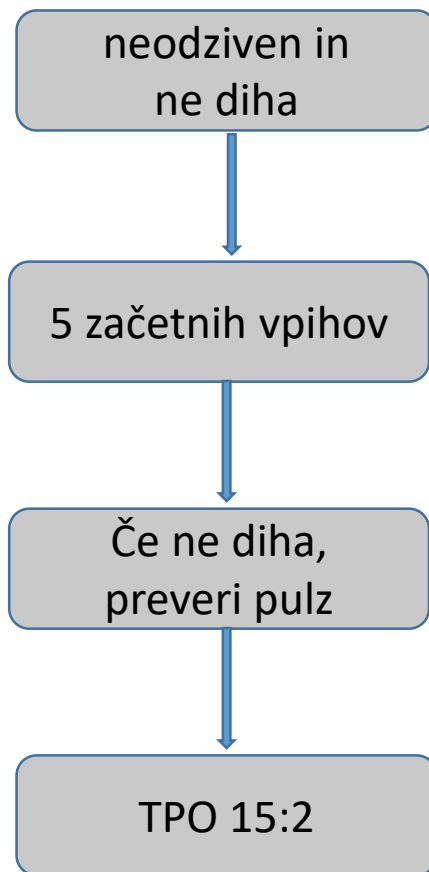 neodziven in
ne diha
5 začetnih vpihov
Če ne diha,
preveri pulz
TPO 15:2